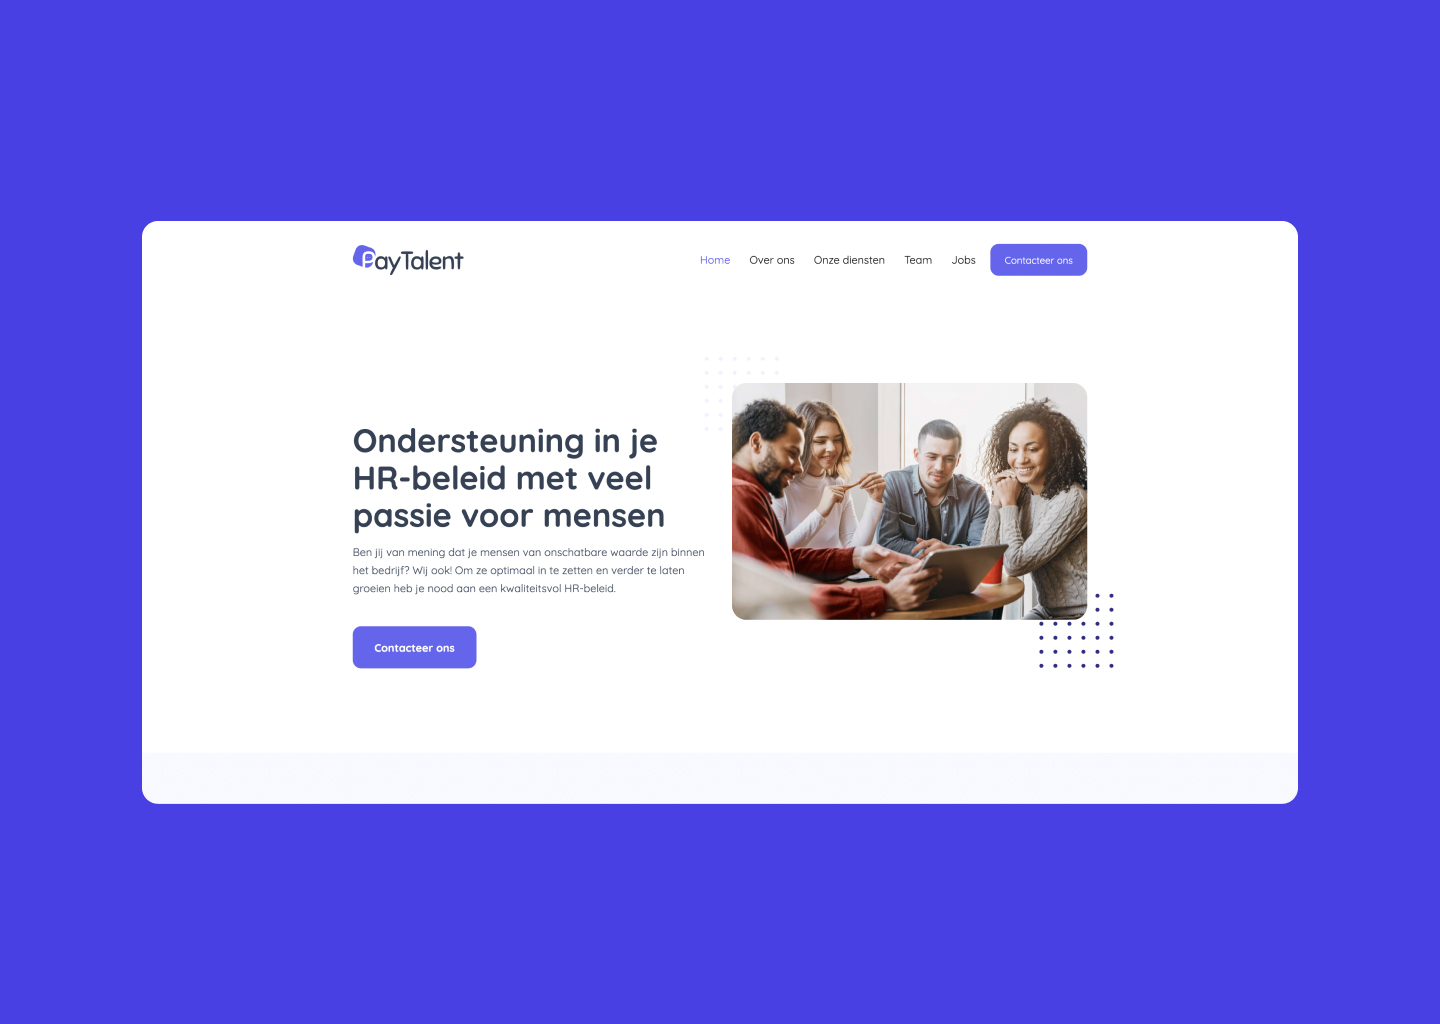 PayTalent
Home Over ons Onze diensten Team Jobs Contacteer ons
Ondersteuning in je
HR-beleid met veel
passie voor mensen
Ben jij van mening dat je mensen van onschatbare waarde zijn binnen
het bedrijf? Wij ook! Om ze optimaal in te zetten en verder te laten
groeien heb je nood aan een kwaliteitsvol HR-beleid.
Contacteer ons